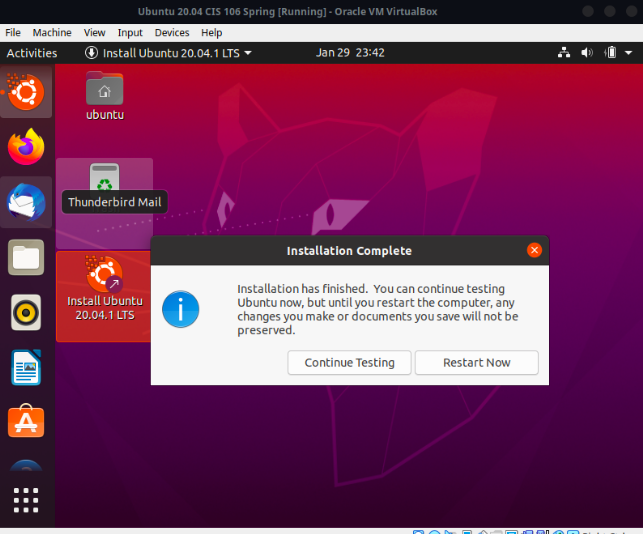 Ubuntu 20.04 CIS 106 Spring [Running] - Oracle VM VirtualBox
File Machine View Input Devices Help
Activities Install Ubuntu 20.04.1 LTS Jan 29 23:42
ubuntu
Thunderbird Mail
Install Ubuntu
20.04.1 LTS
Installation Complete
Installation has finished. You can continue testing
Ubuntu now, but until you restart the computer, any
changes you make or documents you save will not be
preserved.
Continue Testing Restart Now